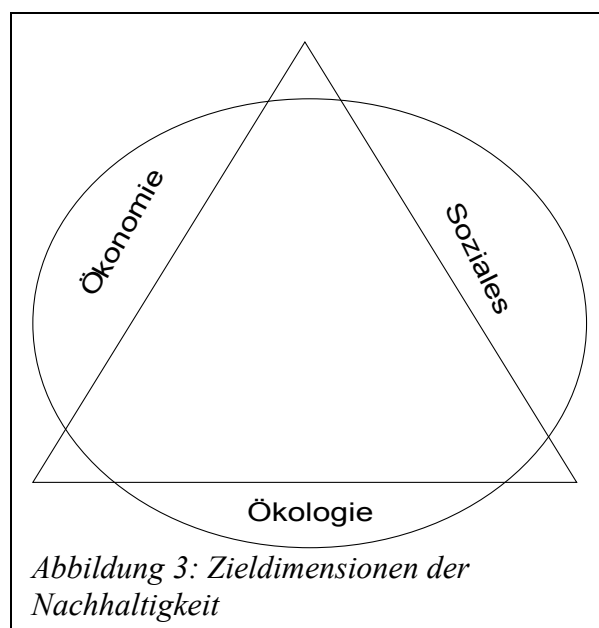 Ökonomie
Soziales
Ökologie
Abbildung 3: Zieldimensionen der
Nachhaltigkeit